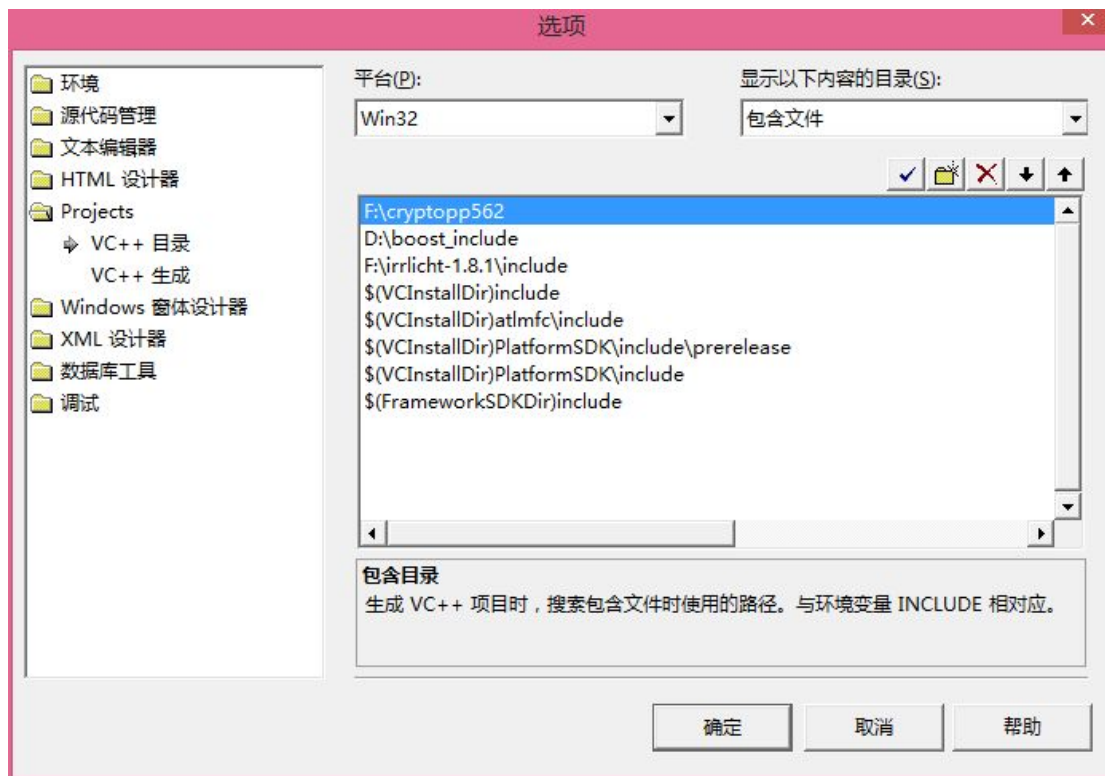 选项
环境
源代码管理
文本编辑器
HTML 设计器
Projects
VC++ 目录
VC++ 生成
Windows 窗体设计器
XML 设计器
数据库工具
调试
平台(P):
Win32
显示以下内容的目录(S):
包含文件
F:\cryptopp562
D:\boost_include
F:\irrlicht-1.8.1\include
$(VCInstallDir)include
$(VCInstallDir)atlmfc\include
$(VCInstallDir)PlatformSDK\include\prerelease
$(VCInstallDir)PlatformSDK\include
$(FrameworkSDKDir)include
包含目录
生成 VC++ 项目时，搜索包含文件时使用的路径。与环境变量 INCLUDE 相对应。
确定
取消
帮助